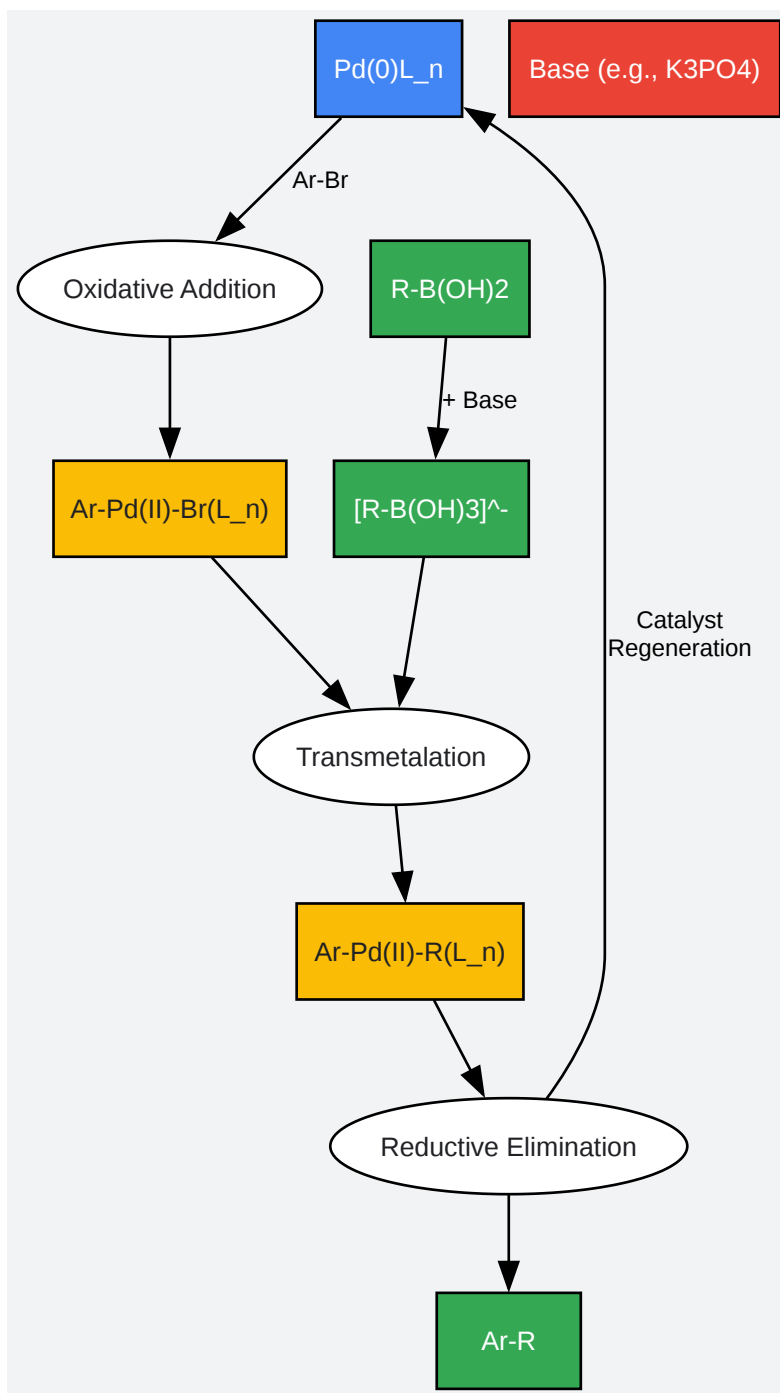 Pd(0)L_n
Base (e.g., K3PO4)
Ar-Br
Oxidative Addition
R-B(OH)2
+ Base
Ar-Pd(II)-Br(L_n)
[R-B(OH)3]^-
Catalyst
Regeneration
Transmetalation
Ar-Pd(II)-R(L_n)
Reductive Elimination
Ar-R